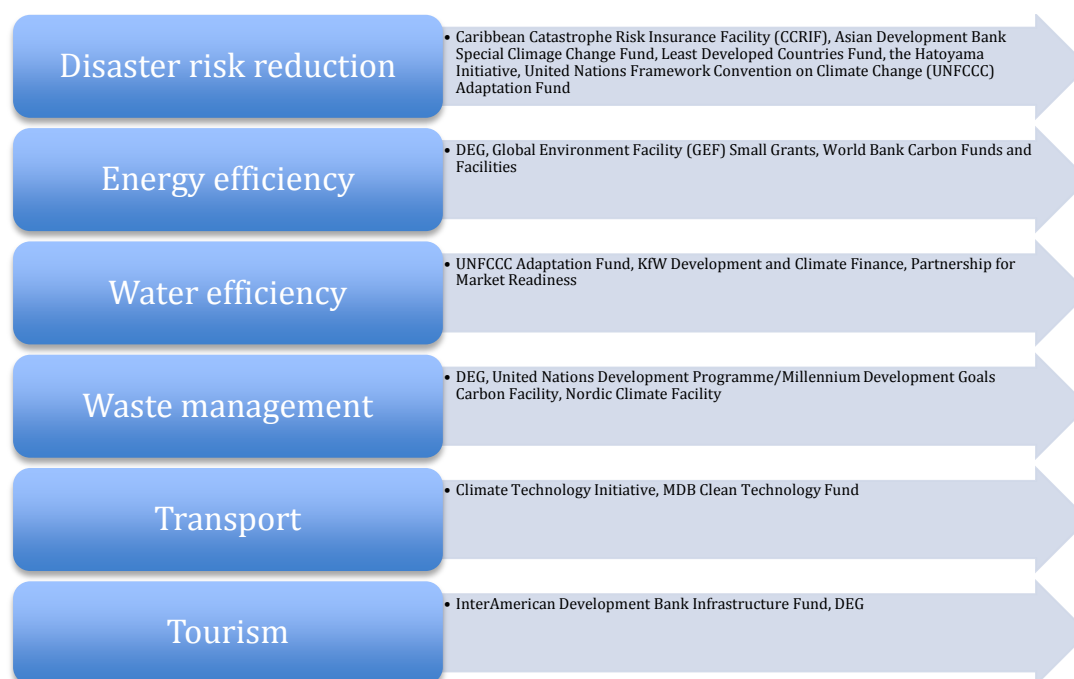 Disaster risk reduction
• Caribbean Catastrophe Risk Insurance Facility (CCRIF), Asian Development Bank
Special Climage Change Fund, Least Developed Countries Fund, the Hatoyama
Initiative, United Nations Framework Convention on Climate Change (UNFCCC)
Adaptation Fund
Energy efficiency
• DEG, Global Environment Facility (GEF) Small Grants, World Bank Carbon Funds and
Facilities
Water efficiency
• UNFCCC Adaptation Fund, KfW Development and Climate Finance, Partnership for
Market Readiness
Waste management
• DEG, United Nations Development Programme/Millennium Development Goals
Carbon Facility, Nordic Climate Facility
Transport
• Climate Technology Initiative, MDB Clean Technology Fund
Tourism
• InterAmerican Development Bank Infrastructure Fund, DEG